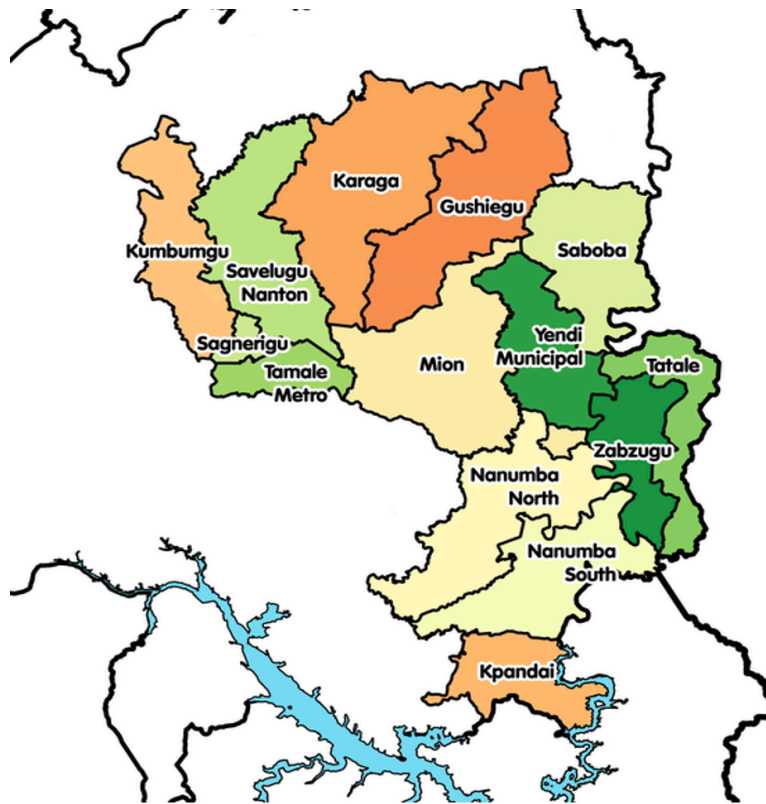 Karaga
Gushiegu
Kumbumgu
Saboba
Savelugu
Nanton
Sagnerigu
Yendi
Municipal
Mion
Tatale
Tamale
Metro
Zabzugu
Nanumba
North
Nanumba
South
Kpandai